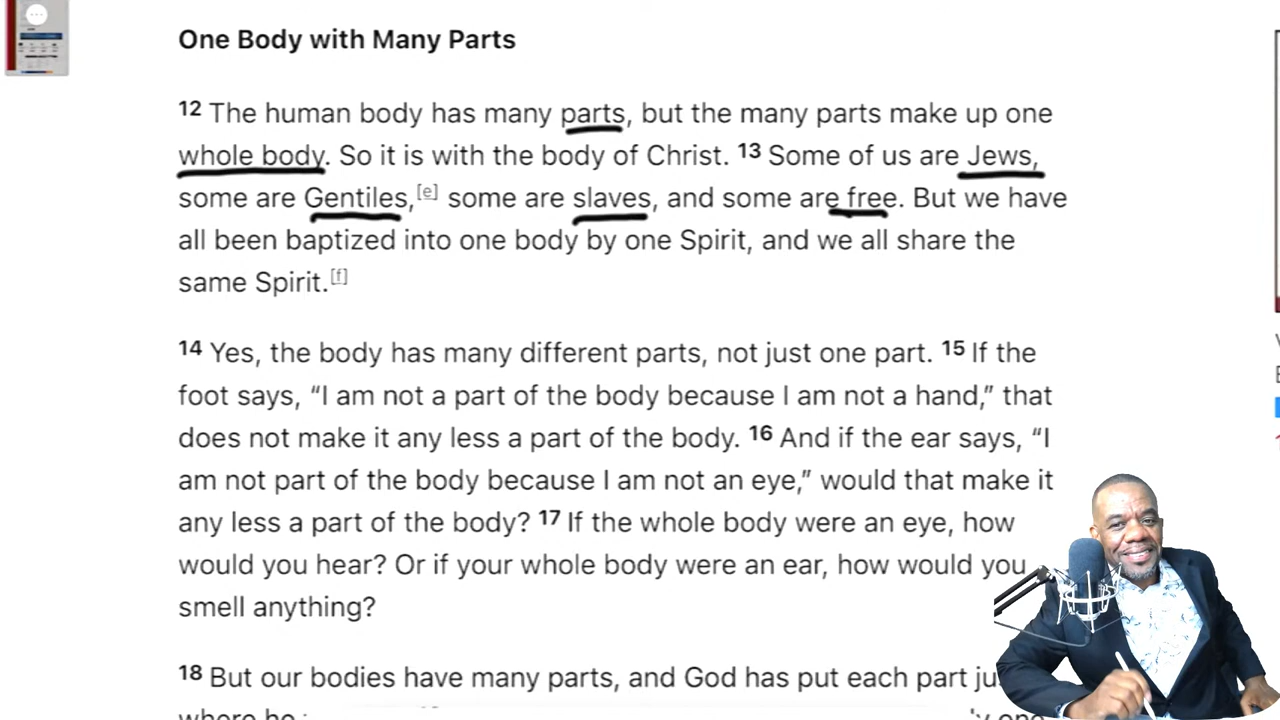 One Body with Many Parts
12 The human body has many parts, but the many parts make up one
whole body. So it is with the body of Christ. 13 Some of us are Jews,
some are Gentiles,[e] some are slaves, and some are free. But we have
all been baptized into one body by one Spirit, and we all share the
same Spirit.[f]
14 Yes, the body has many different parts, not just one part. 15 If the
foot says, “I am not a part of the body because I am not a hand,” that
does not make it any less a part of the body. 16 And if the ear says, “I
am not part of the body because I am not an eye,” would that make it
any less a part of the body? 17 If the whole body were an eye, how
would you hear? Or if your whole body were an ear, how would you
smell anything?
18 But our bodies have many parts, and God has put each part